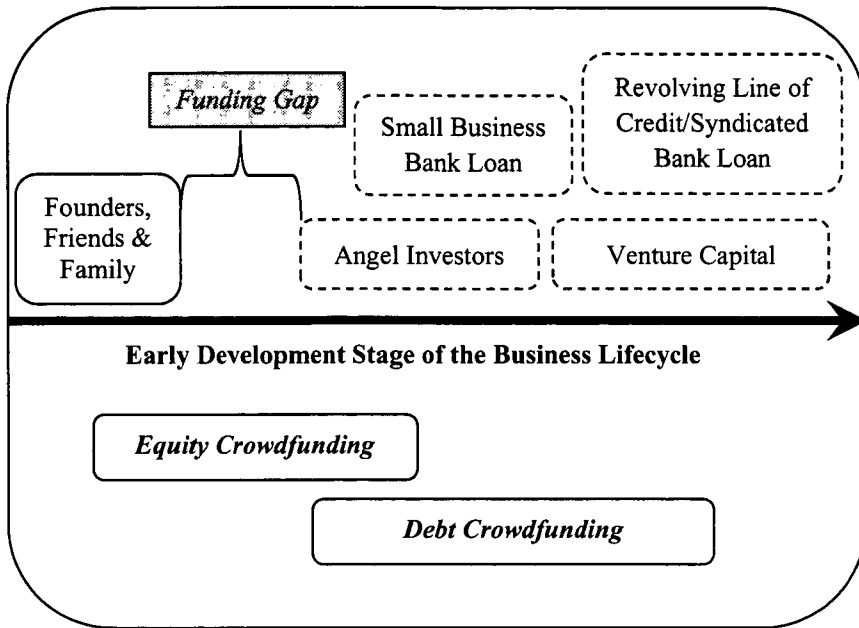 Funding Gap
Small Business
Bank Loan
Revolving Line of
Credit/Syndicated
Bank Loan
Founders,
Friends &
Family
Angel Investors
Venture Capital
Early Development Stage of the Business Lifecycle
Equity Crowdfunding
Debt Crowdfunding